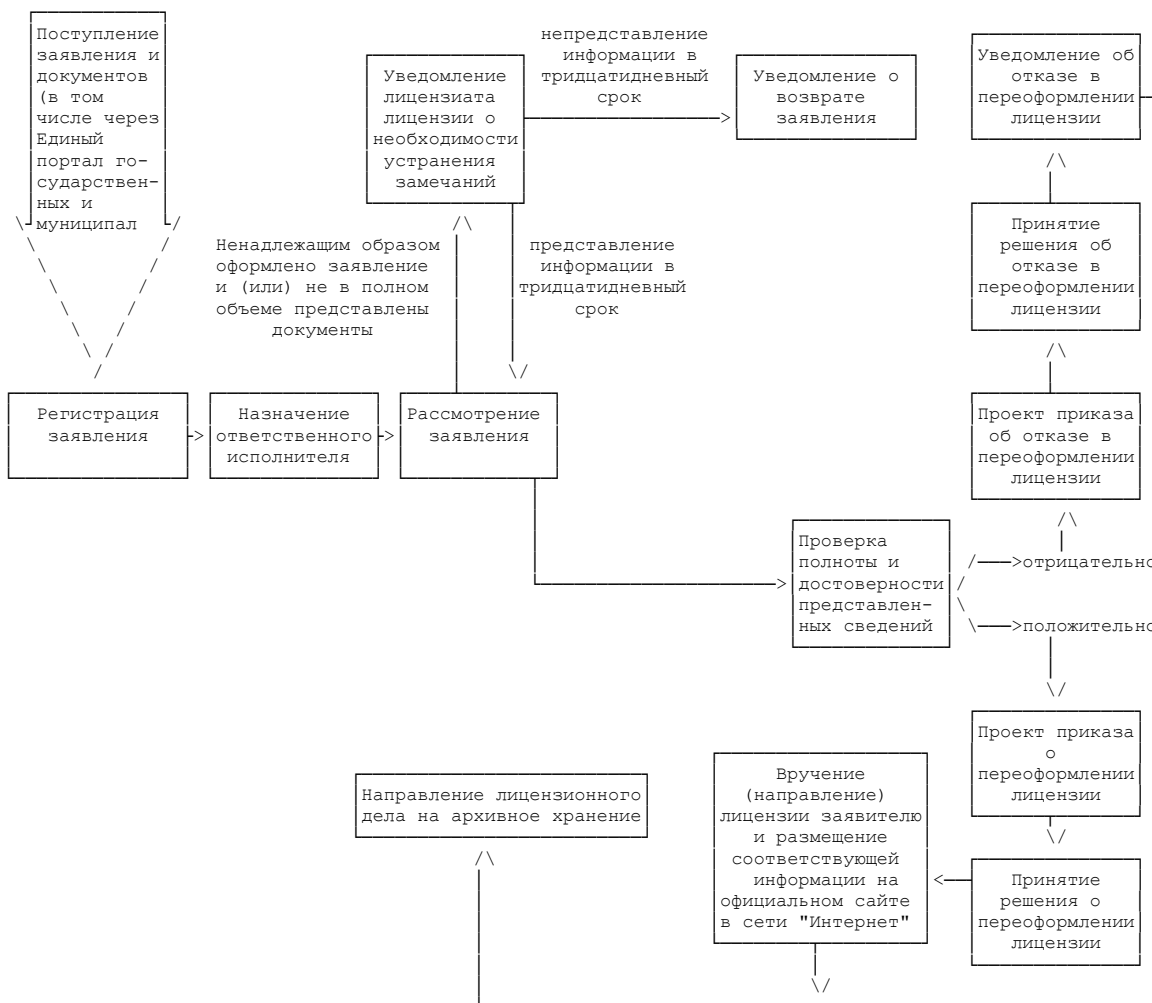 Поступление
заявления и
документов
(в том
числе через
Единый
портал го-
сударствен-
ных и
муниципал
Уведомление
лицензиата
лицензии о
необходимости
устранения
замечаний
непредставление
информации в
тридцатидневный
срок
Уведомление о
возврате
заявления
Уведомление об
отказе в
переоформлении
лицензии
Ненадлежащим образом
оформлено заявление
и (или) не в полном
объеме представлены
документы
представление
информации в
тридцатидневный
срок
Принятие
решения об
отказе в
переоформлении
лицензии
Регистрация
заявления
Назначение
ответственного
исполнителя
Рассмотрение
заявления
Проект приказа
об отказе в
переоформлении
лицензии
Проверка
полноты и
достоверности
представлен-
ных сведений
отрицательно
положительно
Проект приказа
о
переоформлении
лицензии
Направление лицензионного
дела на архивное хранение
Вручение
(направление)
лицензии заявителю
и размещение
соответствующей
информации на
официальном сайте
в сети "Интернет"
Принятие
решения о
переоформлении
лицензии